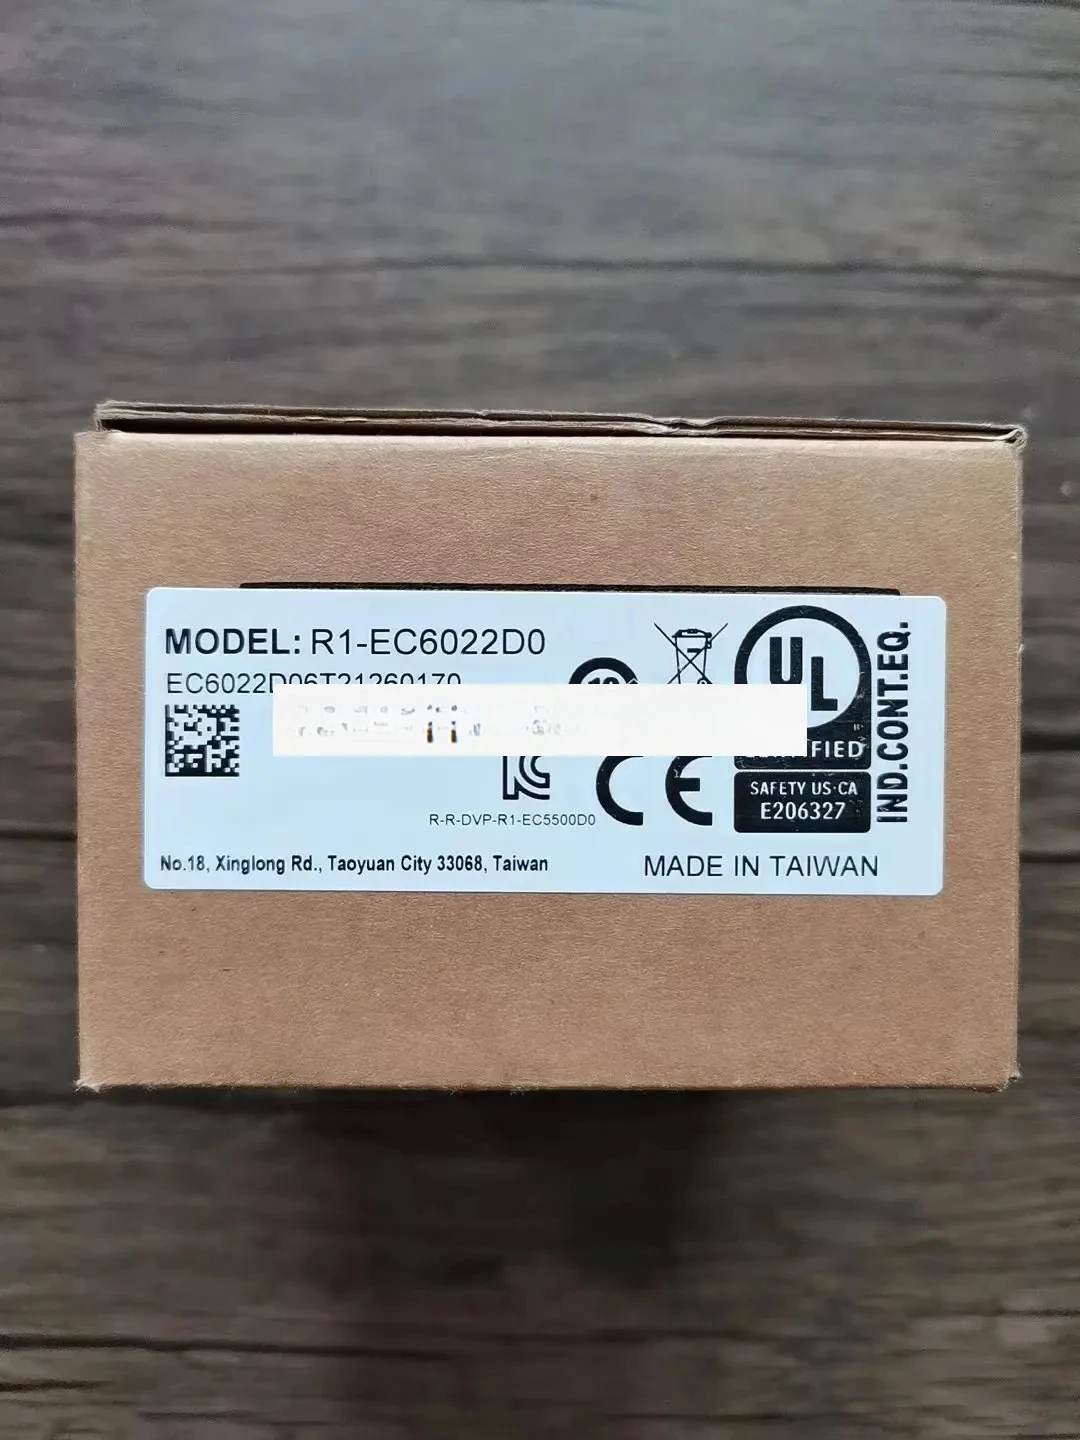 MODEL: R1-EC6022D0
EC6022D06T21260170
UL
CERTIFIED
SAFETY US·CA
E206327
IND.CONT.EQ.
CE
R-R-DVP-R1-EC5500D0
No.18, Xinglong Rd., Taoyuan City 33068, Taiwan
MADE IN TAIWAN